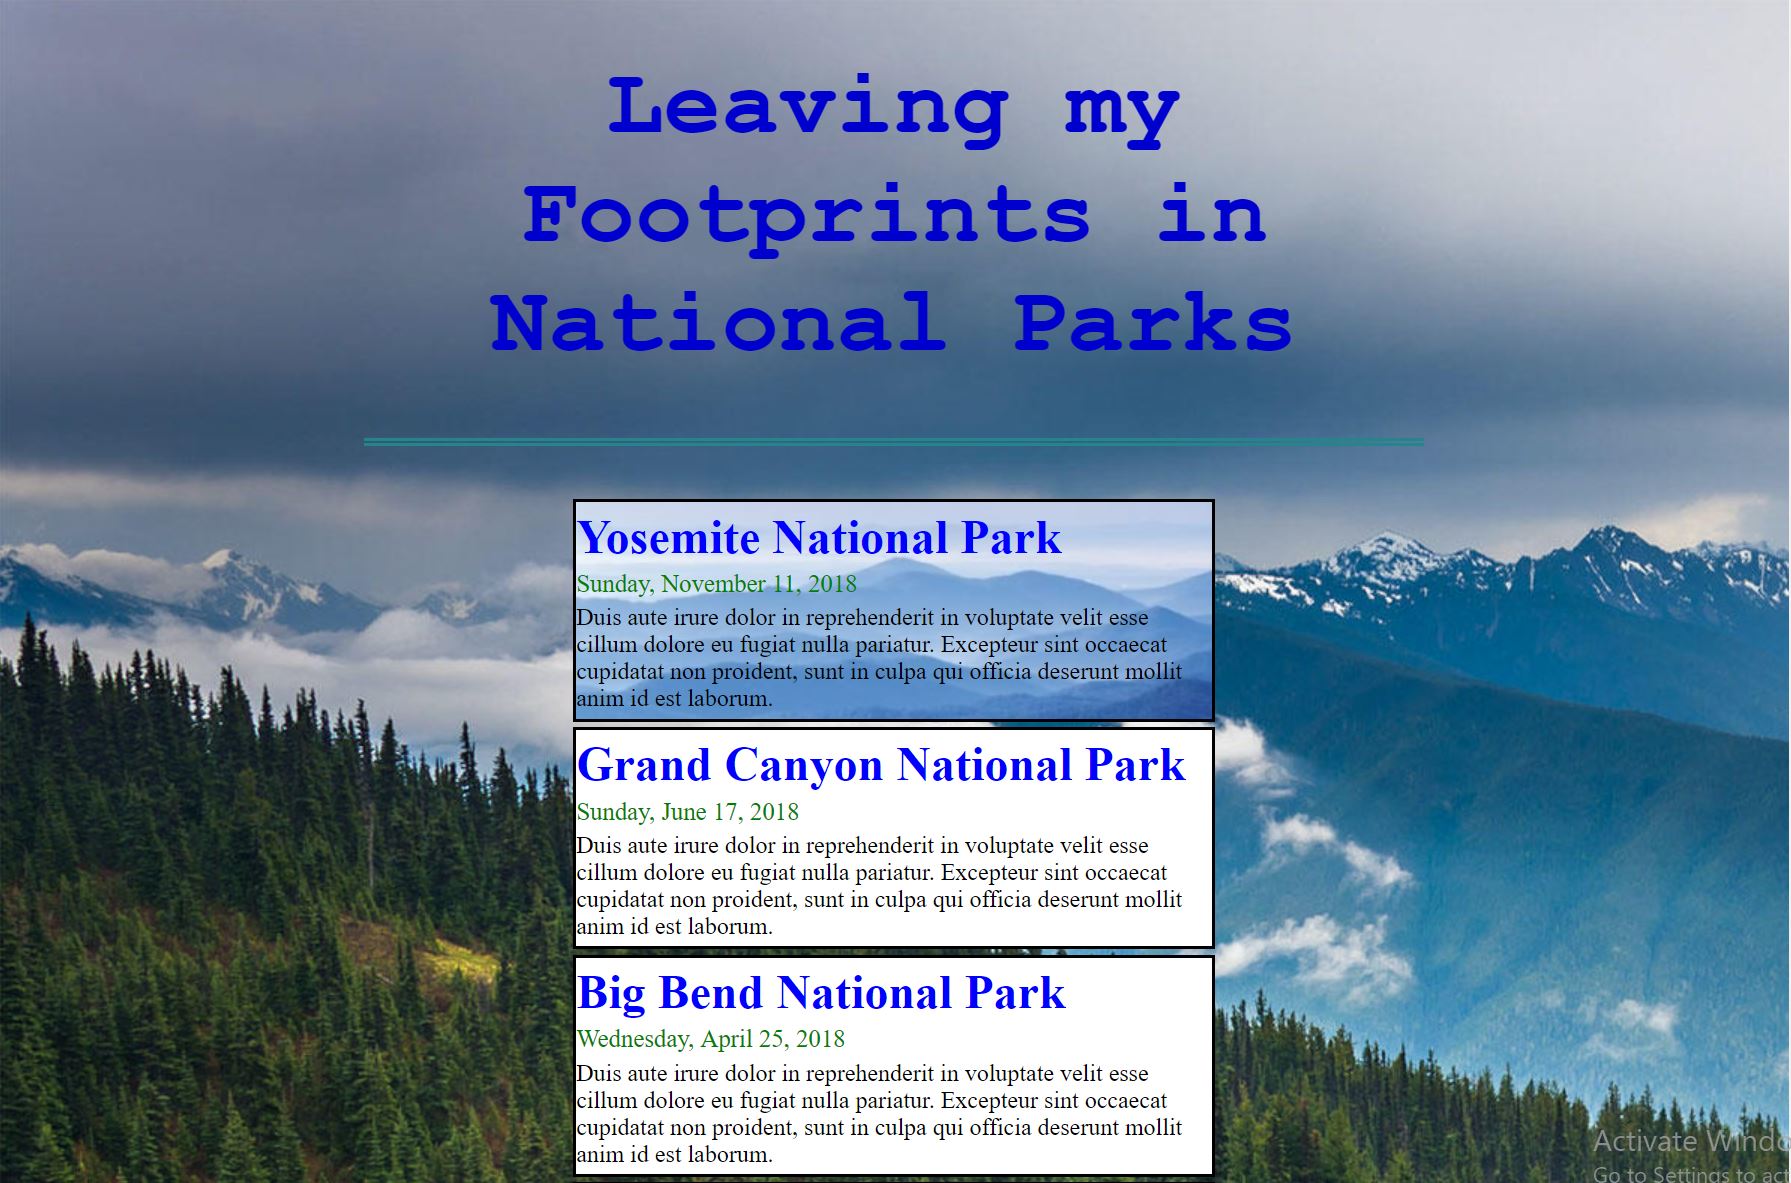 Leaving my
Footprints in
National Parks
Yosemite National Park
Sunday, November 11, 2018
Duis aute irure dolor in reprehenderit in voluptate velit esse
cillum dolore eu fugiat nulla pariatur. Excepteur sint occaecat
cupidatat non proident, sunt in culpa qui officia deserunt mollit
anim id est laborum.
Grand Canyon National Park
Sunday, June 17, 2018
Duis aute irure dolor in reprehenderit in voluptate velit esse
cillum dolore eu fugiat nulla pariatur. Excepteur sint occaecat
cupidatat non proident, sunt in culpa qui officia deserunt mollit
anim id est laborum.
Big Bend National Park
Wednesday, April 25, 2018
Duis aute irure dolor in reprehenderit in voluptate velit esse
cillum dolore eu fugiat nulla pariatur. Excepteur sint occaecat
cupidatat non proident, sunt in culpa qui officia deserunt mollit
anim id est laborum.
Activate
Go to Settings to